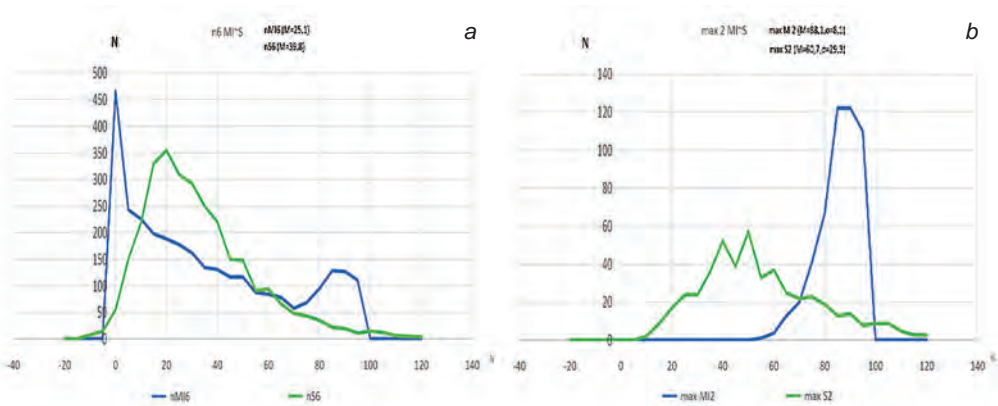 n6 MI~S
nMI6 (M=25,1)
nS6 (M=39,8)
a
N
500
450
400
350
300
250
200
150
100
50
0
-40 -20 0 20 40 60 80 100 120 140
nMI6 nS6
max 2 MI~S
max MI 2 (M=88,1,σ=8,1)
max S2 (M=60,7,σ=29,3)
b
N
140
120
100
80
60
40
20
0
-40 -20 0 20 40 60 80 100 120 140
max MI2 max S2